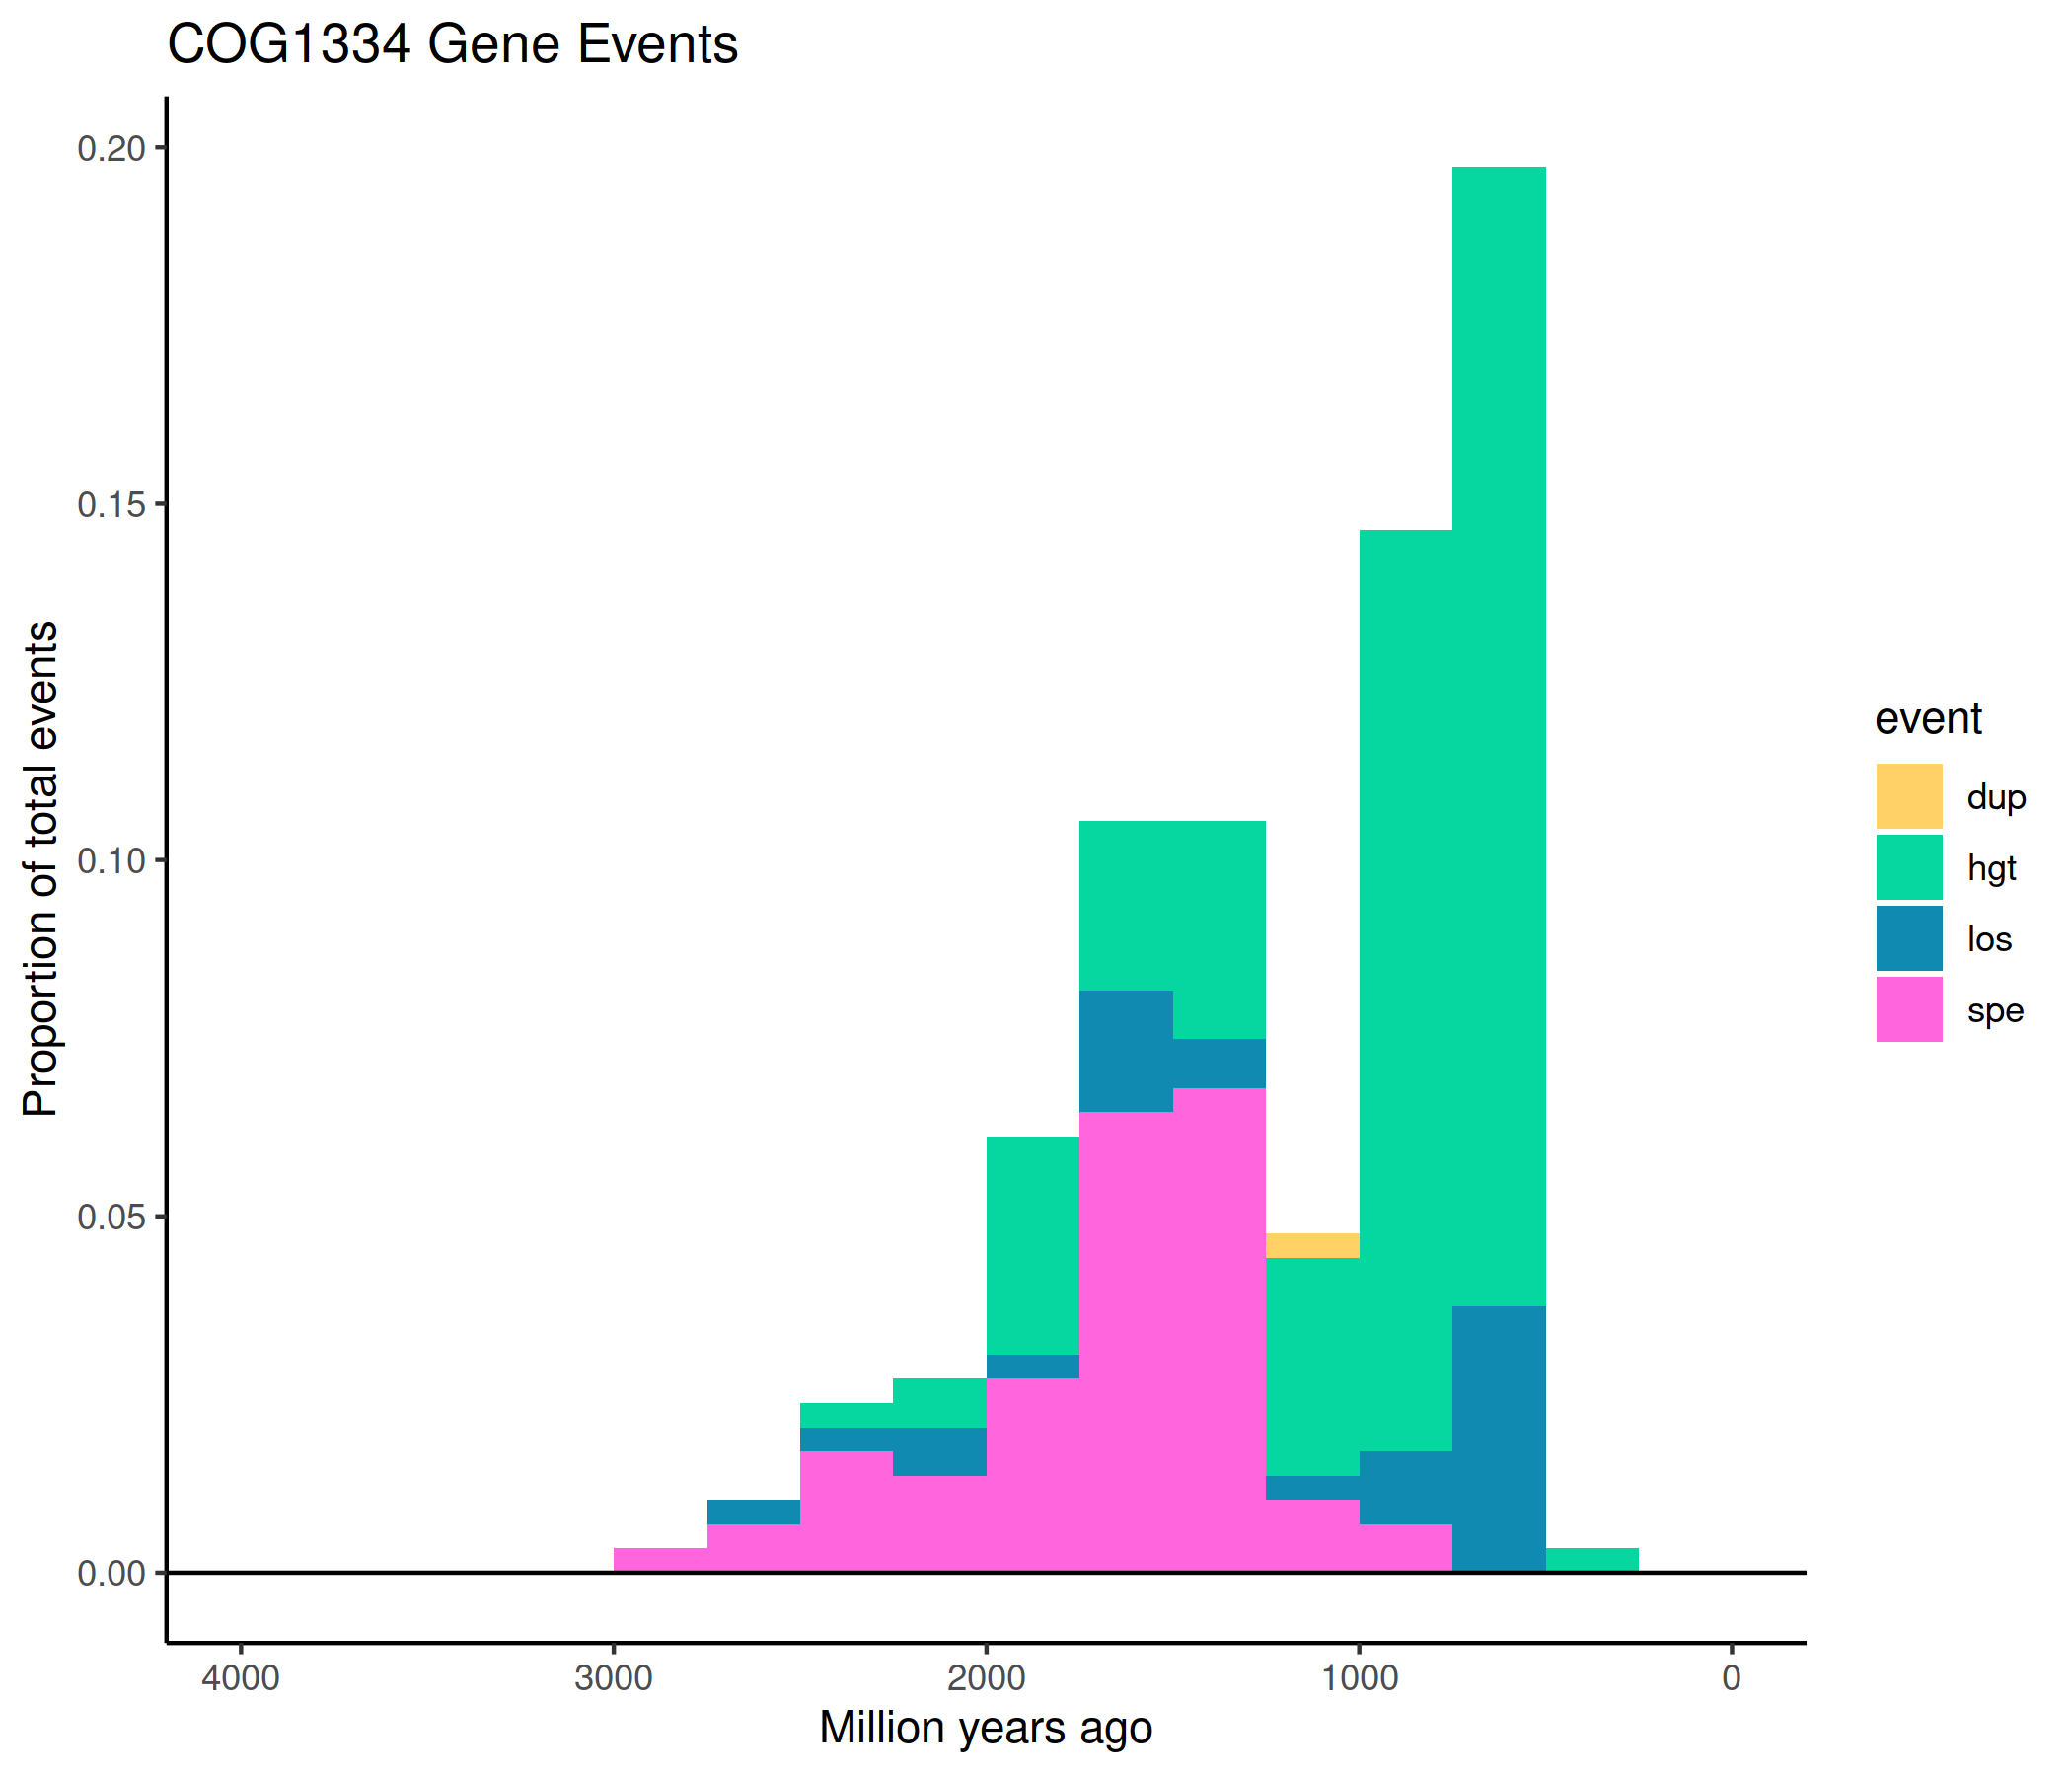 COG1334 Gene Events
0.20
0.15
0.10
0.05
0.00
Proportion of total events
4000 3000 2000 1000 0
Million years ago
event
dup
hgt
los
spe